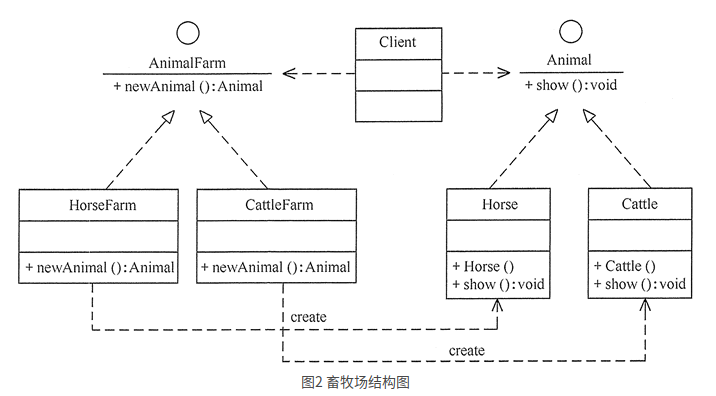 Client
AnimalFarm
+ newAnimal (): Animal
Animal
+ show (): void
HorseFarm
+ newAnimal (): Animal
CattleFarm
+ newAnimal (): Animal
Horse
+ Horse ()
+ show (): void
Cattle
+ Cattle ()
+ show (): void
create
create
图2 畜牧场结构图